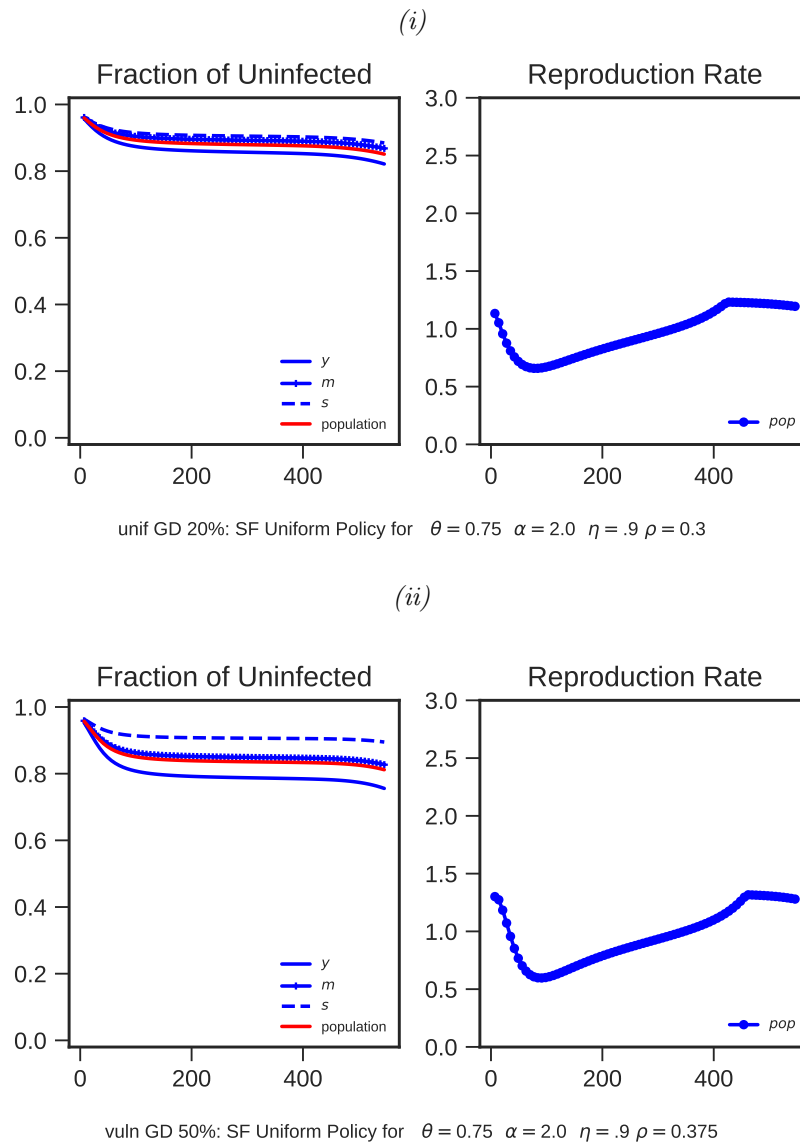 (i)
Fraction of Uninfected
Reproduction Rate
1.0
0.8
0.6
0.4
0.2
0.0
y
m
s
population
0
200
400
3.0
2.5
2.0
1.5
1.0
0.5
0.0
pop
0
200
400
unif GD 20%: SF Uniform Policy for θ = 0.75 α = 2.0 η = .9 ρ = 0.3
(ii)
Fraction of Uninfected
Reproduction Rate
1.0
0.8
0.6
0.4
0.2
0.0
y
m
s
population
0
200
400
3.0
2.5
2.0
1.5
1.0
0.5
0.0
pop
0
200
400
vuln GD 50%: SF Uniform Policy for θ = 0.75 α = 2.0 η = .9 ρ = 0.375